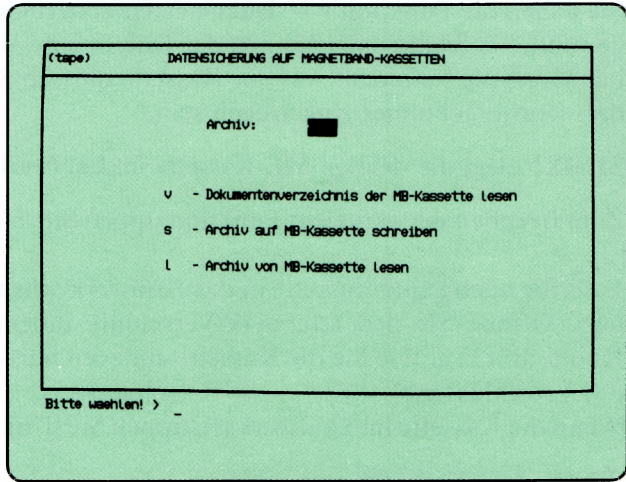 (tape) DATENSICHERUNG AUF MAGNETBAND-KASSETTEN
Archiv:
v - Dokumentenverzeichnis der MB-Kassette lesen
s - Archiv auf MB-Kassette schreiben
l - Archiv von MB-Kassette lesen
Bitte waehlen! > _